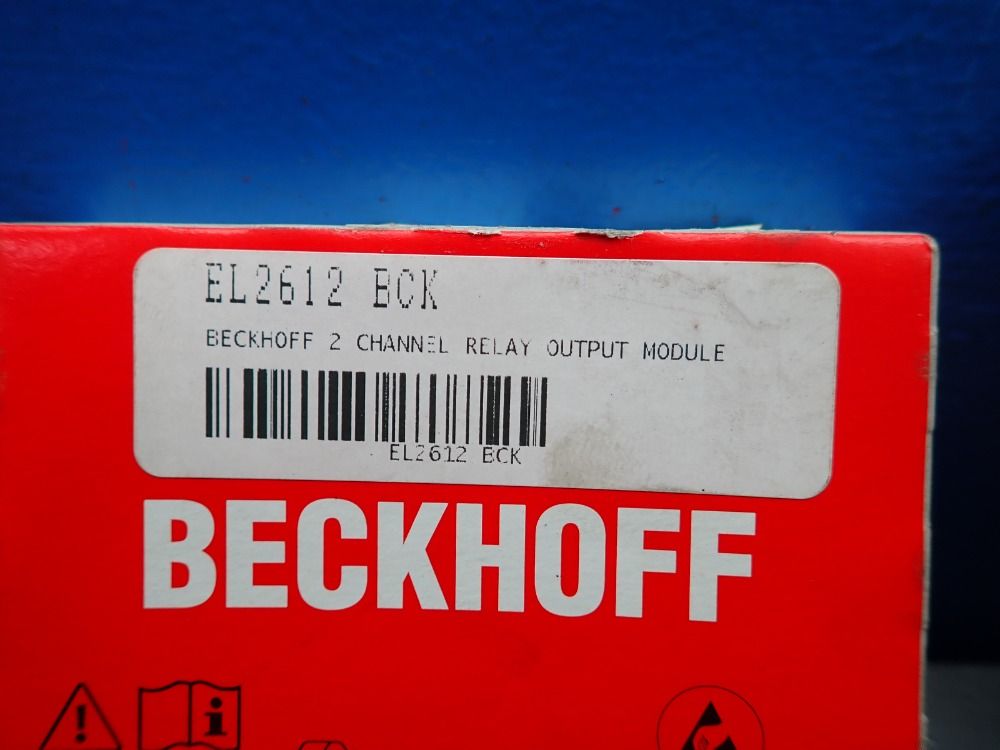 EL2612 BCK
BECKHOFF 2 CHANNEL RELAY OUTPUT MODULE
EL2612 BCK
BECKHOFF